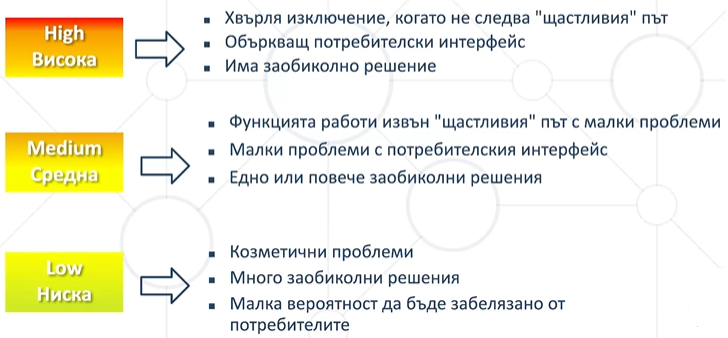 High
Висока
▪ Хвърля изключение, когато не следва "щастливия" път
▪ Объркващ потребителски интерфейс
▪ Има заобиколно решение
Medium
Средна
▪ Функцията работи извън "щастливия" път с малки проблеми
▪ Малки проблеми с потребителския интерфейс
▪ Едно или повече заобиколни решения
Low
Ниска
▪ Козметични проблеми
▪ Много заобиколни решения
▪ Малка вероятност да бъде забелязано от
потребителите